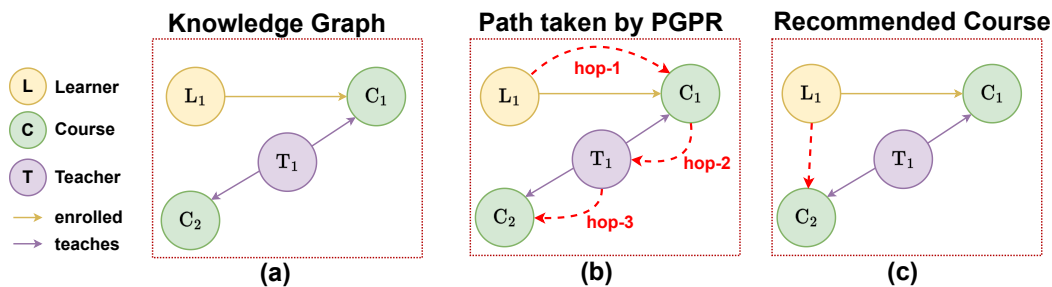 Knowledge Graph
Path taken by PGPR
Recommended Course
L Learner
C Course
T Teacher
enrolled
teaches
L₁
C₁
T₁
C₂
(a)
hop-1
L₁
C₁
T₁
hop-2
C₂
hop-3
(b)
L₁
C₁
T₁
C₂
(c)